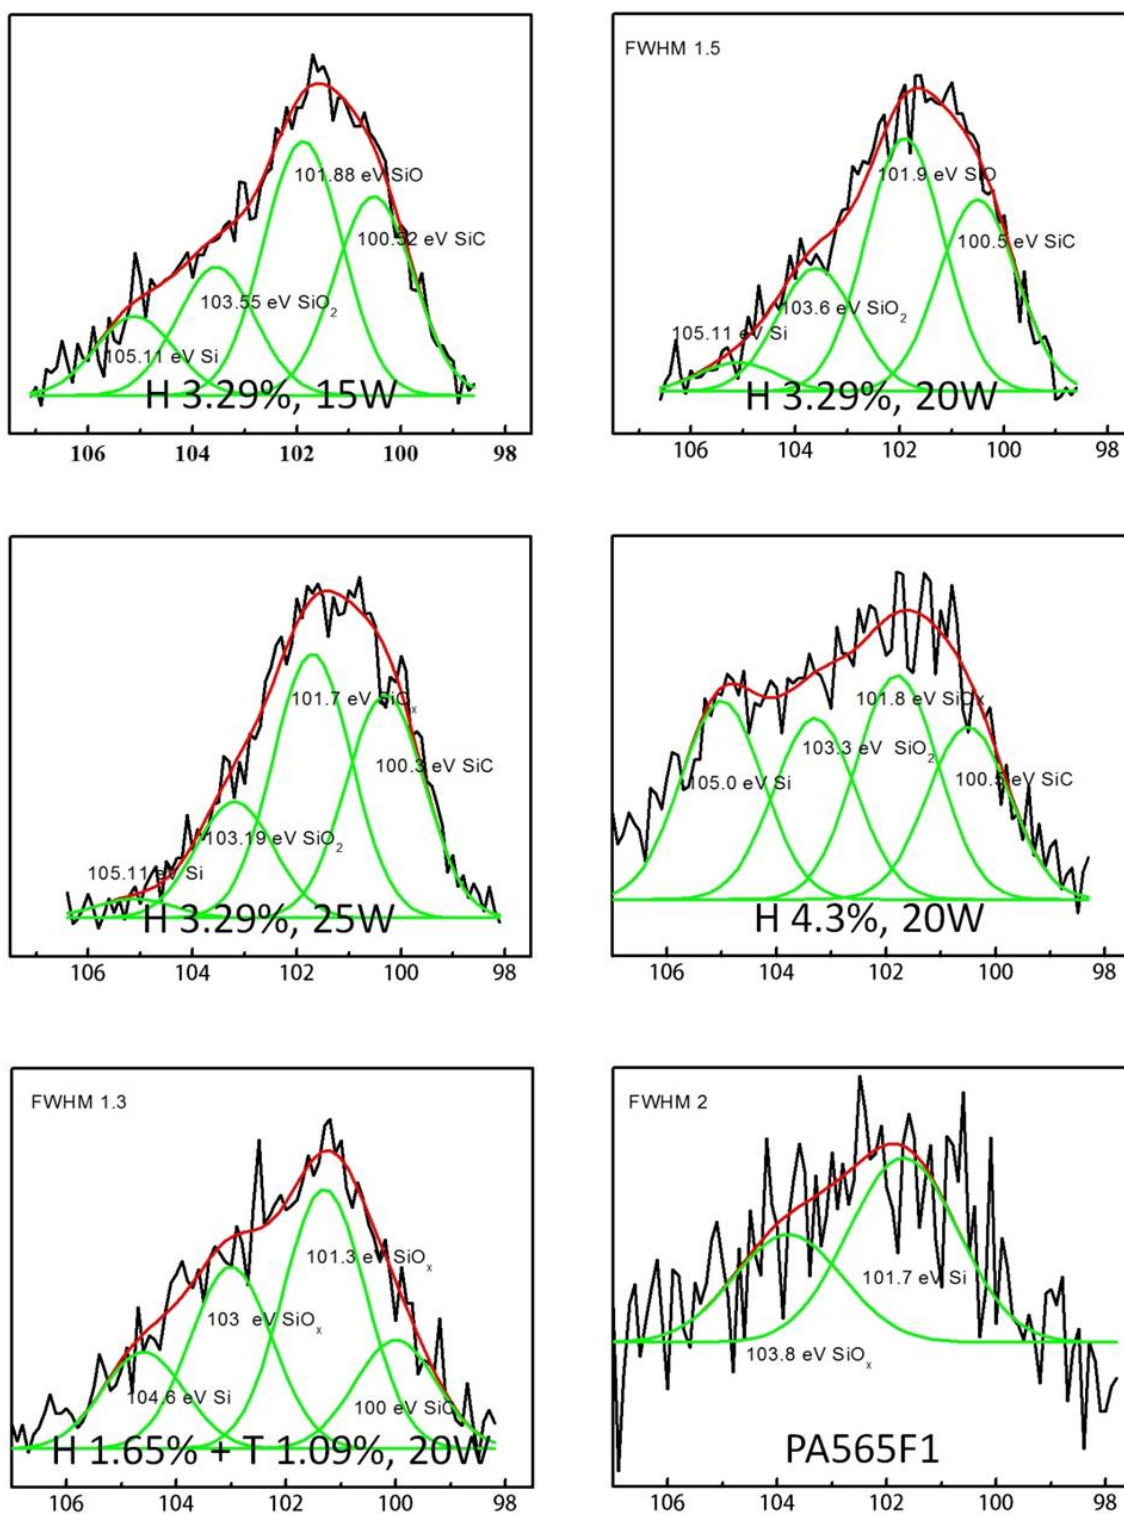 101.88 eV SiO
100.52 eV SiC
103.55 eV SiO₂
105.11 eV Si
H 3.29%, 15W
106 104 102 100 98
FWHM 1.5
101.9 eV SiO
100.5 eV SiC
103.6 eV SiO₂
105.11 eV Si
H 3.29%, 20W
106 104 102 100 98
101.7 eV SiOₓ
100.3 eV SiC
103.19 eV SiO₂
105.11 eV Si
H 3.29%, 25W
106 104 102 100 98
101.8 eV SiOₓ
103.3 eV SiO₂
105.0 eV Si
100.5 eV SiC
H 4.3%, 20W
106 104 102 100 98
FWHM 1.3
101.3 eV SiOₓ
103 eV SiOₓ
104.6 eV Si
100 eV SiC
H 1.65% + T 1.09%, 20W
106 104 102 100 98
FWHM 2
101.7 eV Si
103.8 eV SiOₓ
PA565F1
106 104 102 100 98